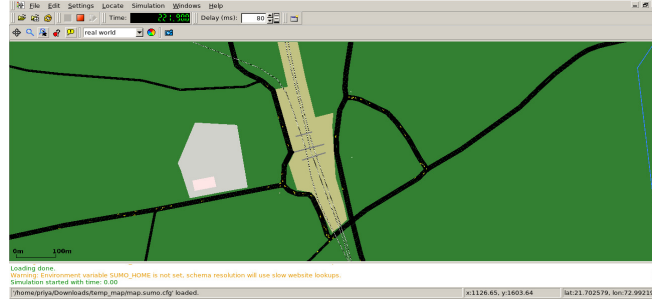 File Edit Settings Locate Simulation Windows Help
Time: 221.900 Delay (ms): 80
real world
0m 100m
Loading done.
Warning: Environment variable SUMO_HOME is not set, schema resolution will use slow website lookups.
Simulation started with time: 0.00
'/home/priya/Downloads/temp_map/map.sumo.cfg' loaded. x:1126.65, y:1603.64 lat:21.702579, lon:72.99219